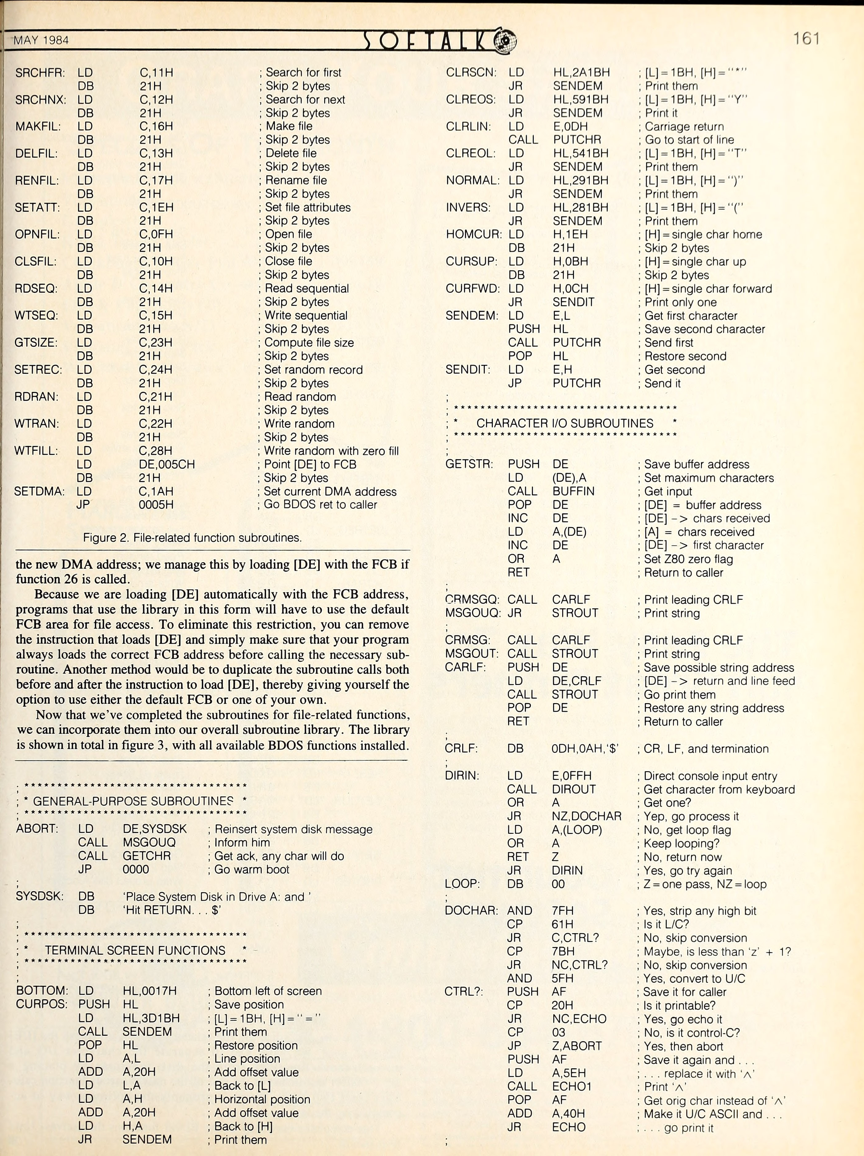 MAY 1984
SOFTALK
161
SRCHFR: LD C,11H ; Search for first
DB 21H ; Skip 2 bytes
SRCHNX: LD C,12H ; Search for next
DB 21H ; Skip 2 bytes
MAKFIL: LD C,16H ; Make file
DB 21H ; Skip 2 bytes
DELFIL: LD C,13H ; Delete file
DB 21H ; Skip 2 bytes
RENFIL: LD C,17H ; Rename file
DB 21H ; Skip 2 bytes
SETATT: LD C,1EH ; Set file attributes
DB 21H ; Skip 2 bytes
OPNFIL: LD C,0FH ; Open file
DB 21H ; Skip 2 bytes
CLSFIL: LD C,10H ; Close file
DB 21H ; Skip 2 bytes
RDSEQ: LD C,14H ; Read sequential
DB 21H ; Skip 2 bytes
WTSEQ: LD C,15H ; Write sequential
DB 21H ; Skip 2 bytes
GTSIZE: LD C,23H ; Compute file size
DB 21H ; Skip 2 bytes
SETREC: LD C,24H ; Set random record
DB 21H ; Skip 2 bytes
RDRAN: LD C,21H ; Read random
DB 21H ; Skip 2 bytes
WTRAN: LD C,22H ; Write random
DB 21H ; Skip 2 bytes
WTFILL: LD C,28H ; Write random with zero fill
LD DE,005CH ; Point [DE] to FCB
DB 21H ; Skip 2 bytes
SETDMA: LD C,1AH ; Set current DMA address
JP 0005H ; Go BDOS ret to caller
Figure 2. File-related function subroutines.
the new DMA address; we manage this by loading [DE] with the FCB if
function 26 is called.
Because we are loading [DE] automatically with the FCB address,
programs that use the library in this form will have to use the default
FCB area for file access. To eliminate this restriction, you can remove
the instruction that loads [DE] and simply make sure that your program
always loads the correct FCB address before calling the necessary sub-
routine. Another method would be to duplicate the subroutine calls both
before and after the instruction to load [DE], thereby giving yourself the
option to use either the default FCB or one of your own.
Now that we've completed the subroutines for file-related functions,
we can incorporate them into our overall subroutine library. The library
is shown in total in figure 3, with all available BDOS functions installed.
; **********************************
; * GENERAL-PURPOSE SUBROUTINES *
; **********************************
ABORT: LD DE,SYSDSK ; Reinsert system disk message
CALL MSGOUQ ; Inform him
CALL GETCHR ; Get ack, any char will do
JP 0000 ; Go warm boot
;
SYSDSK: DB 'Place System Disk in Drive A: and '
DB 'Hit RETURN. . . $'
;
; **********************************
; * TERMINAL SCREEN FUNCTIONS *
; **********************************
;
BOTTOM: LD HL,0017H ; Bottom left of screen
CURPOS: PUSH HL ; Save position
LD HL,3D1BH ; [L] = 1BH, [H] = "="
CALL SENDEM ; Print them
POP HL ; Restore position
LD A,L ; Line position
ADD A,20H ; Add offset value
LD L,A ; Back to [L]
LD A,H ; Horizontal position
ADD A,20H ; Add offset value
LD H,A ; Back to [H]
JR SENDEM ; Print them
CLRSCN: LD HL,2A1BH ; [L] = 1BH, [H] = "*"
JR SENDEM ; Print them
CLREOS: LD HL,591BH ; [L] = 1BH, [H] = "Y"
JR SENDEM ; Print it
CLRLIN: LD E,0DH ; Carriage return
CALL PUTCHR ; Go to start of line
CLREOL: LD HL,541BH ; [L] = 1BH, [H] = "T"
JR SENDEM ; Print them
NORMAL: LD HL,291BH ; [L] = 1BH, [H] = ")"
JR SENDEM ; Print them
INVERS: LD HL,281BH ; [L] = 1BH, [H] = "("
JR SENDEM ; Print them
HOMCUR: LD H,1EH ; [H] = single char home
DB 21H ; Skip 2 bytes
CURSUP: LD H,0BH ; [H] = single char up
DB 21H ; Skip 2 bytes
CURFWD: LD H,0CH ; [H] = single char forward
JR SENDIT ; Print only one
SENDEM: LD E,L ; Get first character
PUSH HL ; Save second character
CALL PUTCHR ; Send first
POP HL ; Restore second
SENDIT: LD E,H ; Get second
JP PUTCHR ; Send it
;
; **********************************
; * CHARACTER I/O SUBROUTINES *
; **********************************
;
GETSTR: PUSH DE ; Save buffer address
LD (DE),A ; Set maximum characters
CALL BUFFIN ; Get input
POP DE ; [DE] = buffer address
INC DE ; [DE] -> chars received
LD A,(DE) ; [A] = chars received
INC DE ; [DE] -> first character
OR A ; Set Z80 zero flag
RET ; Return to caller
;
CRMSGQ: CALL CARLF ; Print leading CRLF
MSGOUQ: JR STROUT ; Print string
;
CRMSG: CALL CARLF ; Print leading CRLF
MSGOUT: CALL STROUT ; Print string
CARLF: PUSH DE ; Save possible string address
LD DE,CRLF ; [DE] -> return and line feed
CALL STROUT ; Go print them
POP DE ; Restore any string address
RET ; Return to caller
;
CRLF: DB 0DH,0AH,'$' ; CR, LF, and termination
;
DIRIN: LD E,0FFH ; Direct console input entry
CALL DIROUT ; Get character from keyboard
OR A ; Get one?
JR NZ,DOCHAR ; Yep, go process it
LD A,(LOOP) ; No, get loop flag
OR A ; Keep looping?
RET Z ; No, return now
JR DIRIN ; Yes, go try again
LOOP: DB 00 ; Z = one pass, NZ = loop
;
DOCHAR: AND 7FH ; Yes, strip any high bit
CP 61H ; Is it L/C?
JR C,CTRL? ; No, skip conversion
CP 7BH ; Maybe, is less than 'z' + 1?
JR NC,CTRL? ; No, skip conversion
AND 5FH ; Yes, convert to U/C
CTRL?: PUSH AF ; Save it for caller
CP 20H ; Is it printable?
JR NC,ECHO ; Yes, go echo it
CP 03 ; No, is it control-C?
JP Z,ABORT ; Yes, then abort
PUSH AF ; Save it again and . . .
LD A,5EH ; . . . replace it with '^'
CALL ECHO1 ; Print '^'
POP AF ; Get orig char instead of '^'
ADD A,40H ; Make it U/C ASCII and . . .
JR ECHO ; . . . go print it
;